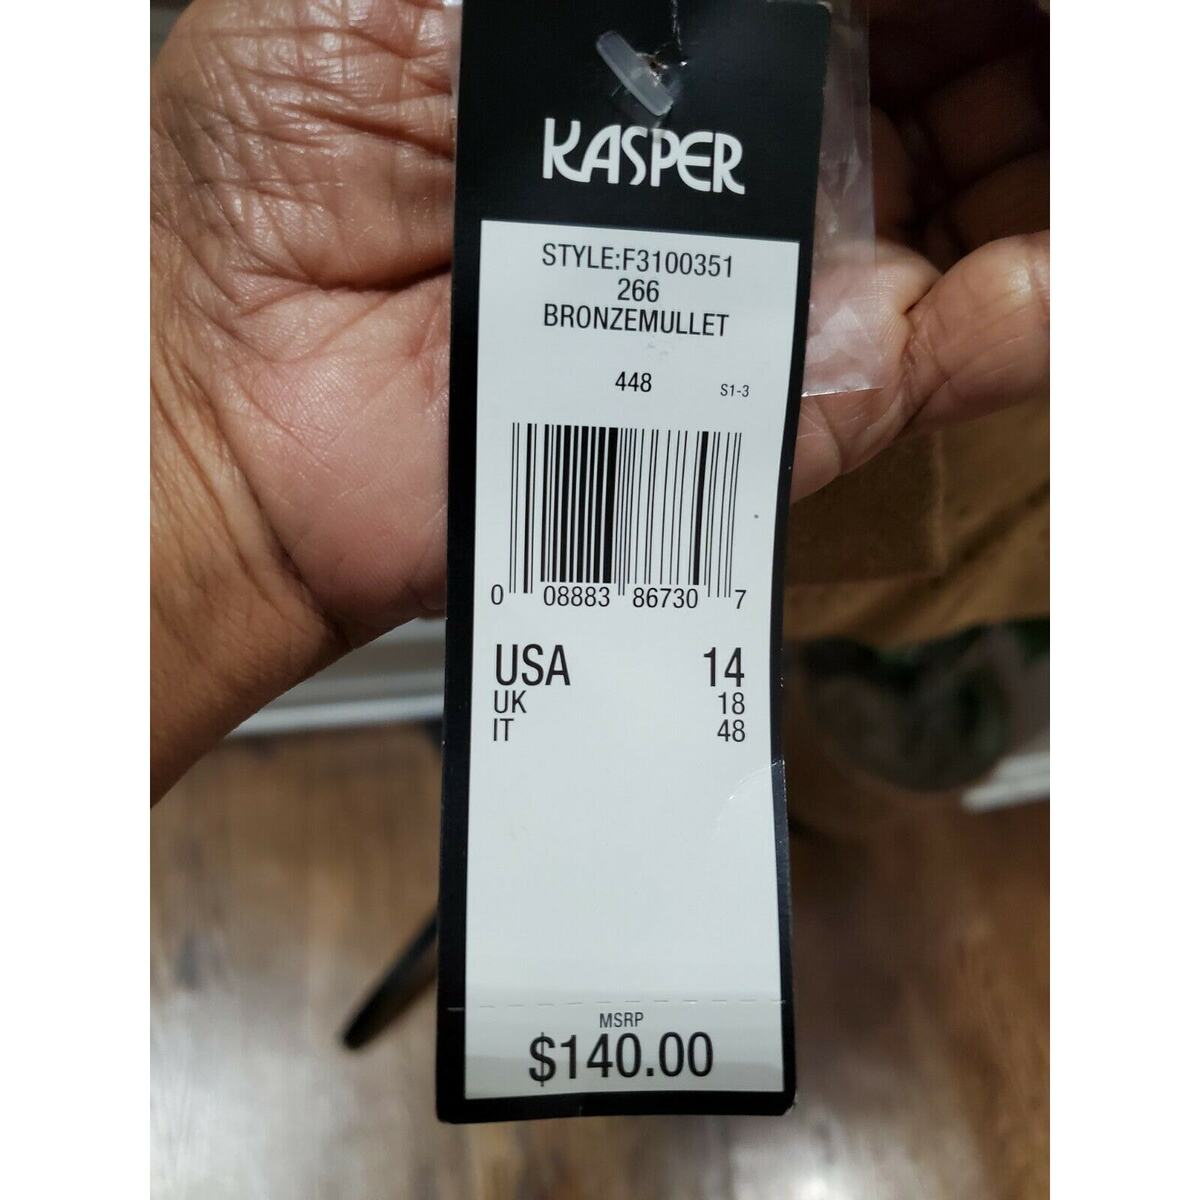 KASPER
STYLE:F3100351
266
BRONZEMULLET
448 S1-3
0 08883 86730 7
USA 14
UK 18
IT 48
MSRP
$140.00